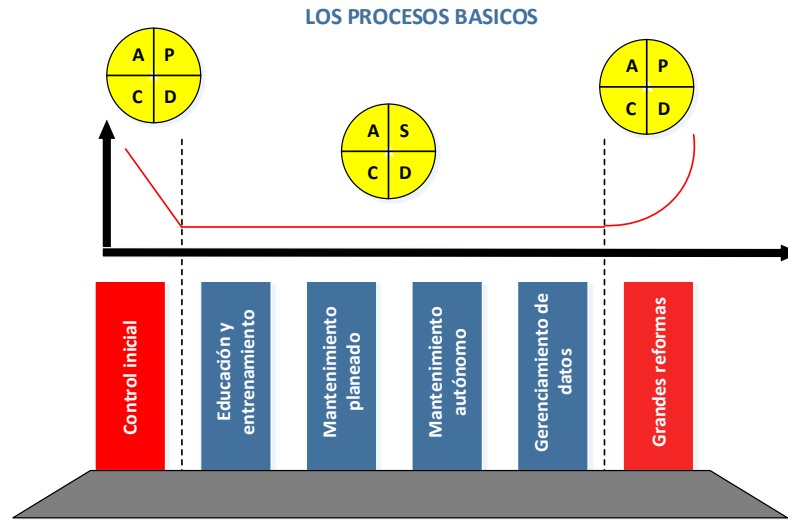 LOS PROCESOS BASICOS
A P
C D
A S
C D
A P
C D
Control inicial
Educación y
entrenamiento
Mantenimiento
planeado
Mantenimiento
autónomo
Gerenciamiento de
datos
Grandes reformas